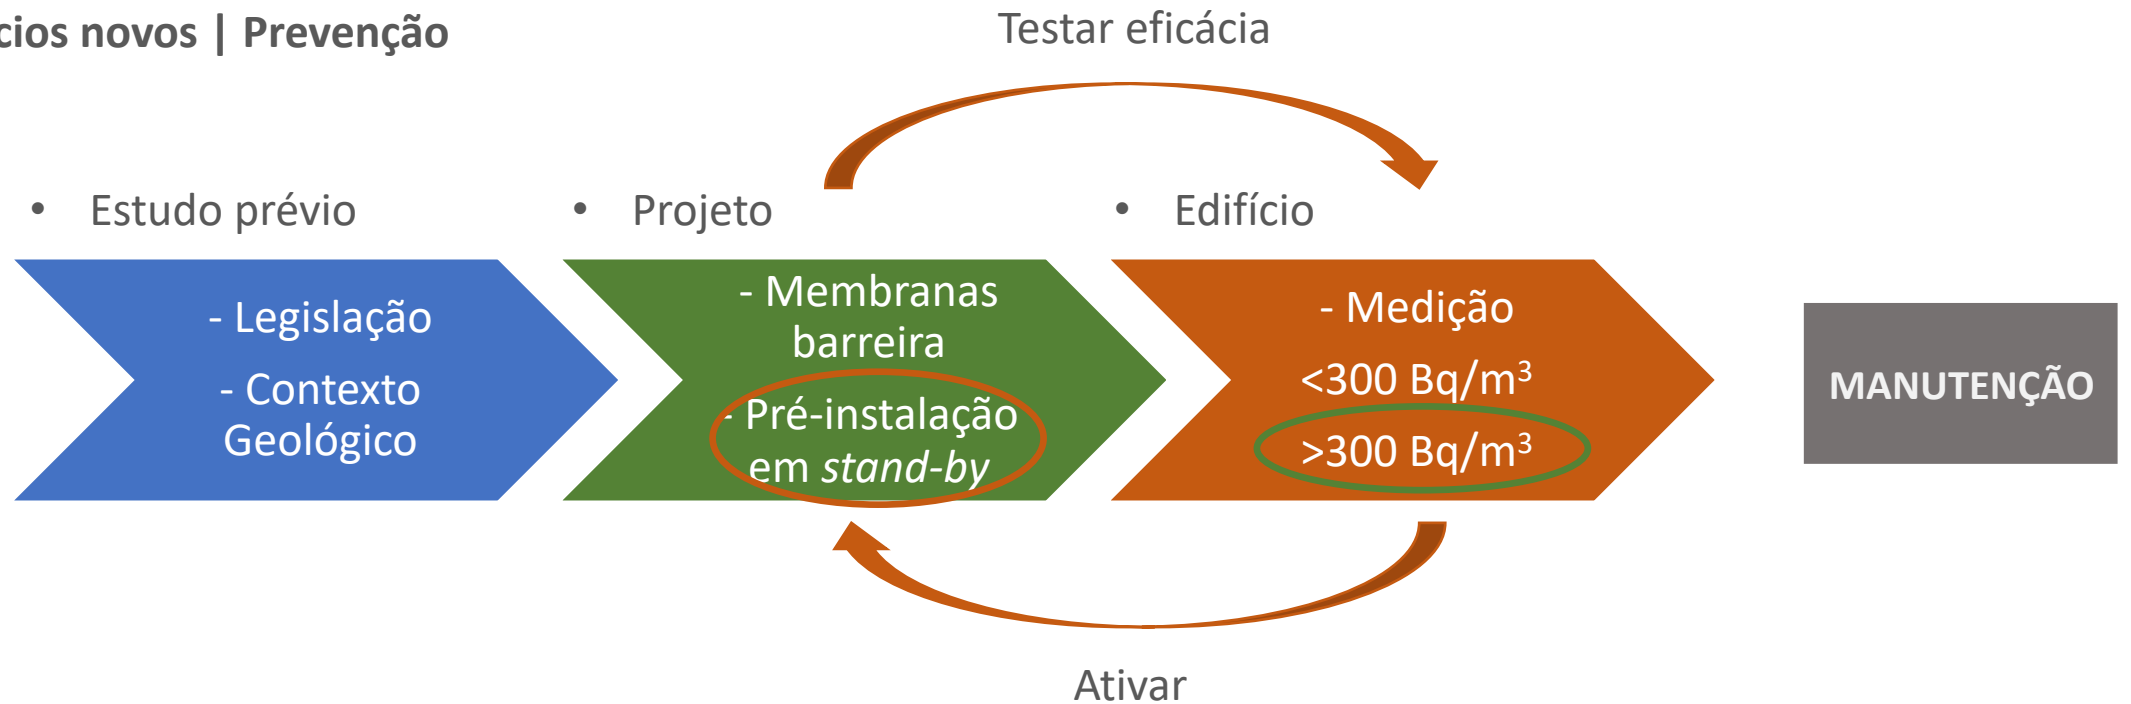 cios novos | Prevenção
Testar eficácia
• Estudo prévio
• Projeto
• Edifício
- Legislação
- Contexto
Geológico
- Membranas
barreira
- Pré-instalação
em stand-by
- Medição
<300 Bq/m³
>300 Bq/m³
MANUTENÇÃO
Ativar